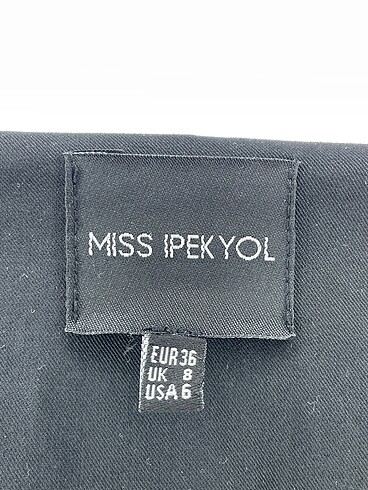 MISS IPEKYOL
EUR 36
UK 8
USA 6